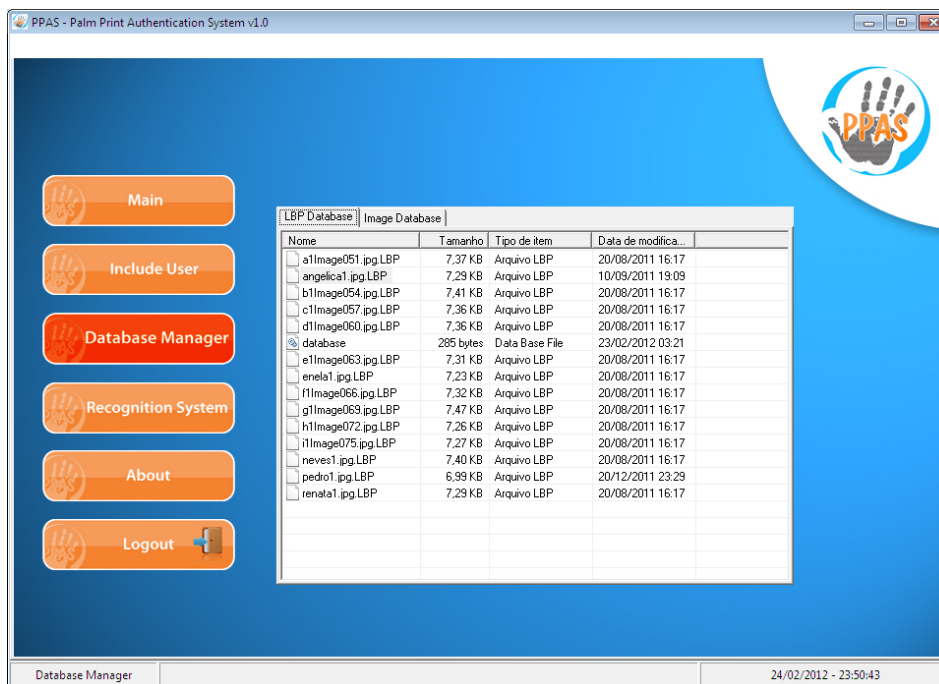 PPAS - Palm Print Authentication System v1.0
PPAS
Main
Include User
Database Manager
Recognition System
About
Logout
LBP Database Image Database
Nome Tamanho Tipo de item Data de modifica...
a1Image051.jpg.LBP 7,37 KB Arquivo LBP 20/08/2011 16:17
angelica1.jpg.LBP 7,29 KB Arquivo LBP 10/09/2011 19:09
b1Image054.jpg.LBP 7,41 KB Arquivo LBP 20/08/2011 16:17
c1Image057.jpg.LBP 7,36 KB Arquivo LBP 20/08/2011 16:17
d1Image060.jpg.LBP 7,36 KB Arquivo LBP 20/08/2011 16:17
database 285 bytes Data Base File 23/02/2012 03:21
e1Image063.jpg.LBP 7,31 KB Arquivo LBP 20/08/2011 16:17
enela1.jpg.LBP 7,23 KB Arquivo LBP 20/08/2011 16:17
f1Image066.jpg.LBP 7,32 KB Arquivo LBP 20/08/2011 16:17
g1Image069.jpg.LBP 7,47 KB Arquivo LBP 20/08/2011 16:17
h1Image072.jpg.LBP 7,26 KB Arquivo LBP 20/08/2011 16:17
i1Image075.jpg.LBP 7,27 KB Arquivo LBP 20/08/2011 16:17
neves1.jpg.LBP 7,40 KB Arquivo LBP 20/08/2011 16:17
pedro1.jpg.LBP 6,99 KB Arquivo LBP 20/12/2011 23:29
renata1.jpg.LBP 7,29 KB Arquivo LBP 20/08/2011 16:17
Database Manager 24/02/2012 - 23:50:43